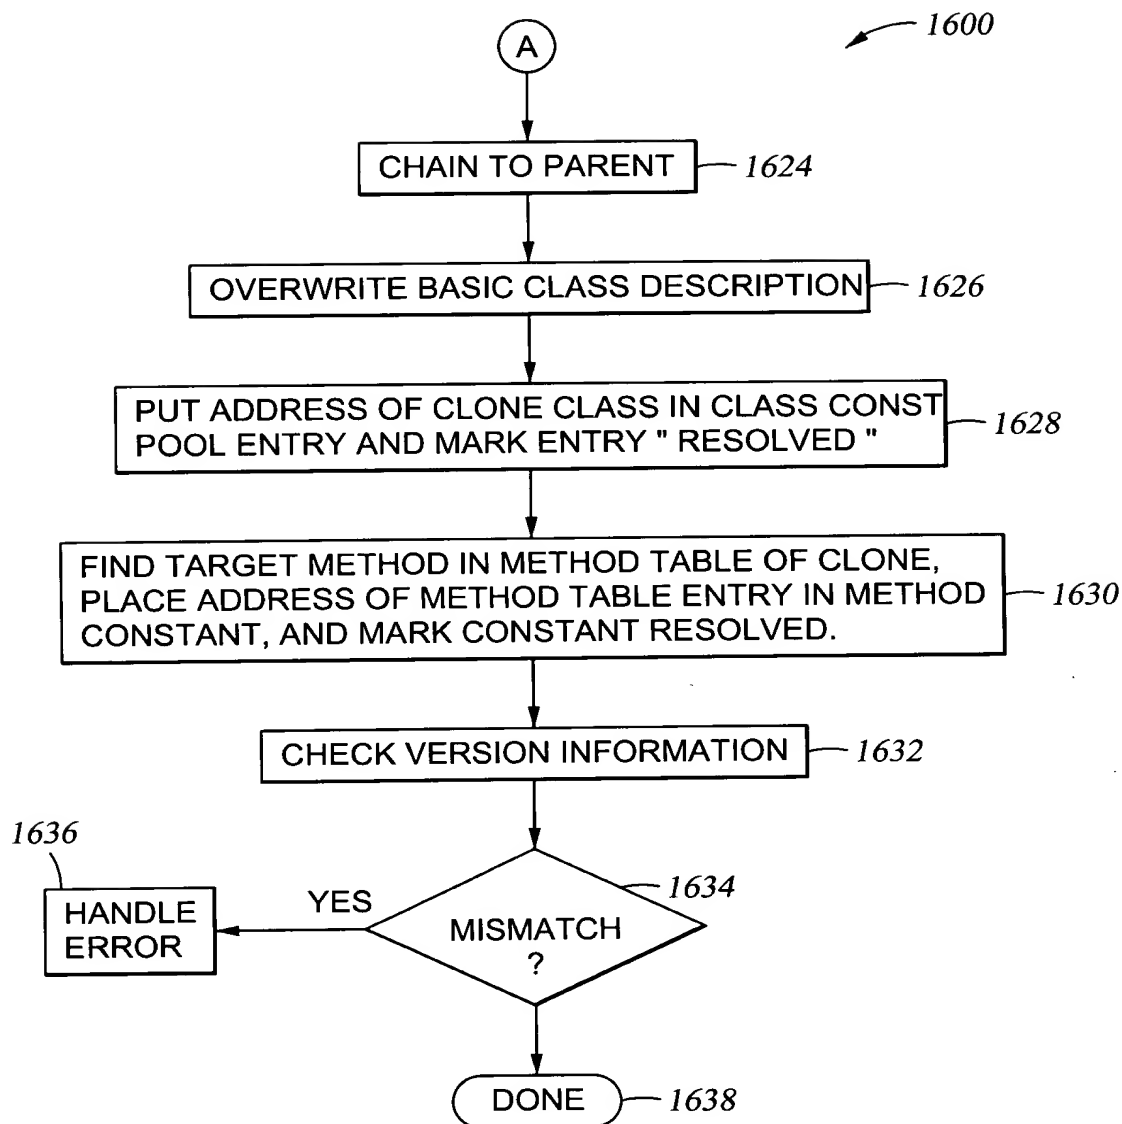 A
1600
CHAIN TO PARENT
1624
OVERWRITE BASIC CLASS DESCRIPTION
1626
PUT ADDRESS OF CLONE CLASS IN CLASS CONST
POOL ENTRY AND MARK ENTRY " RESOLVED "
1628
FIND TARGET METHOD IN METHOD TABLE OF CLONE,
PLACE ADDRESS OF METHOD TABLE ENTRY IN METHOD
CONSTANT, AND MARK CONSTANT RESOLVED.
1630
CHECK VERSION INFORMATION
1632
1636
HANDLE
ERROR
YES
MISMATCH
?
1634
DONE
1638